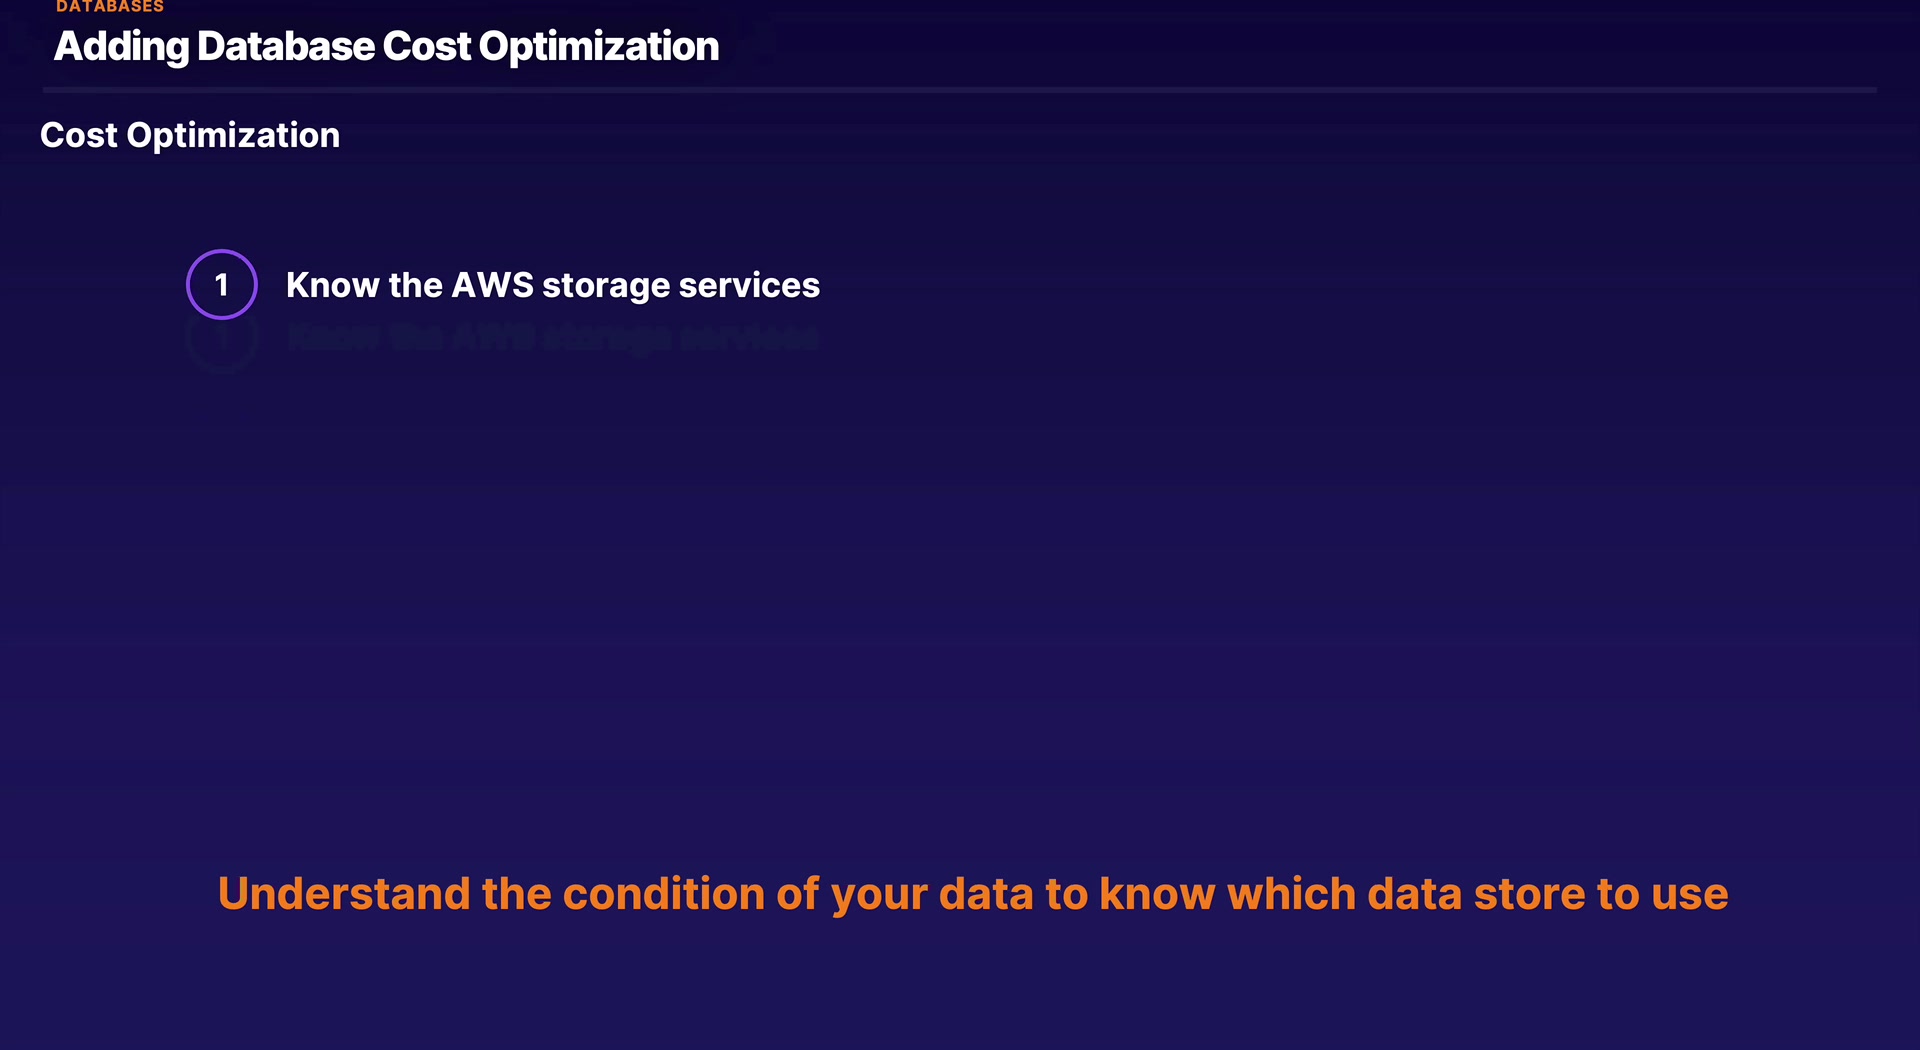 DATABASES
Adding Database Cost Optimization
Cost Optimization
1 Know the AWS storage services
Understand the condition of your data to know which data store to use